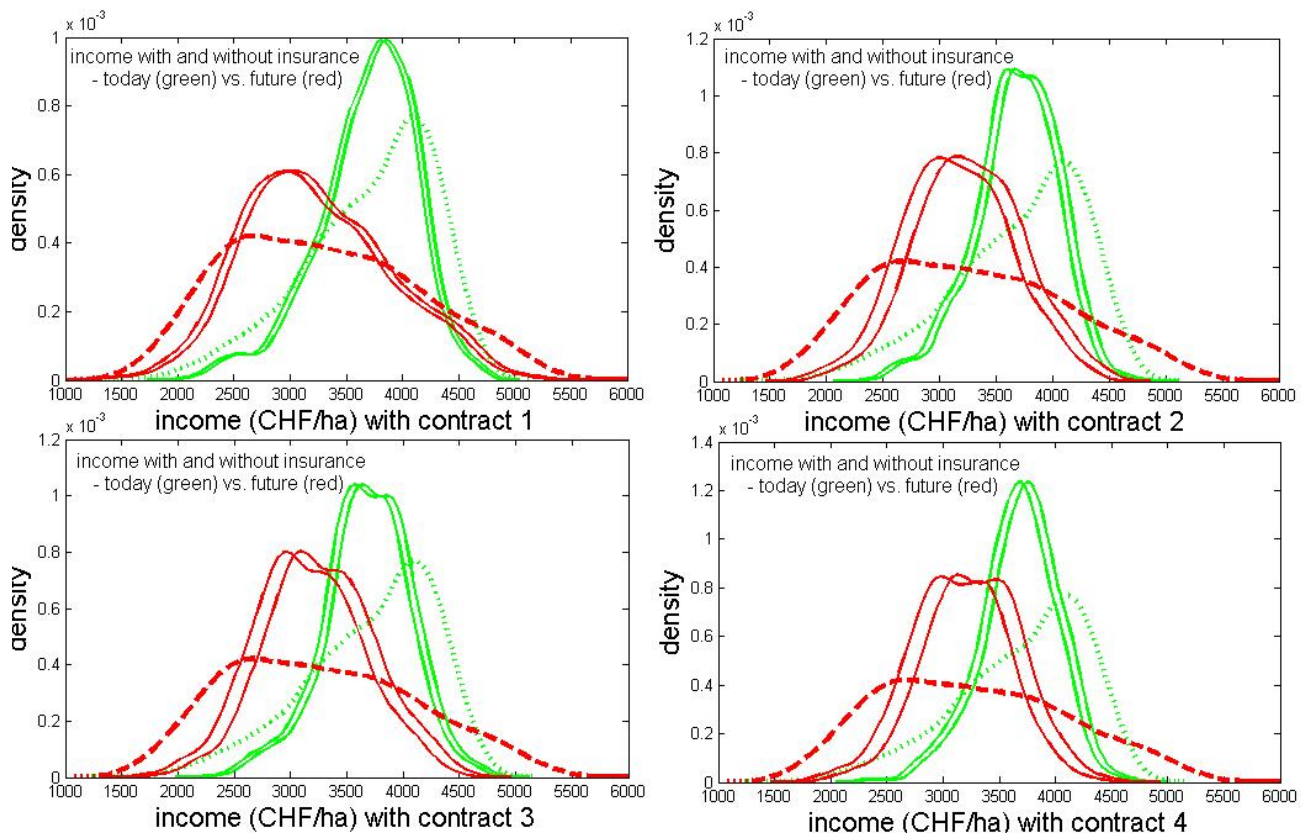 x 10⁻³
1
0.8
0.6
0.4
0.2
0
density
income with and without insurance
- today (green) vs. future (red)
1000 1500 2000 2500 3000 3500 4000 4500 5000 5500 6000
income (CHF/ha) with contract 1
x 10⁻³
1.2
1
0.8
0.6
0.4
0.2
0
density
income with and without insurance
- today (green) vs. future (red)
1000 1500 2000 2500 3000 3500 4000 4500 5000 5500 6000
income (CHF/ha) with contract 2
x 10⁻³
1.2
1
0.8
0.6
0.4
0.2
0
density
income with and without insurance
- today (green) vs. future (red)
1000 1500 2000 2500 3000 3500 4000 4500 5000 5500 6000
income (CHF/ha) with contract 3
x 10⁻³
1.4
1.2
1
0.8
0.6
0.4
0.2
0
density
income with and without insurance
- today (green) vs. future (red)
1000 1500 2000 2500 3000 3500 4000 4500 5000 5500 6000
income (CHF/ha) with contract 4